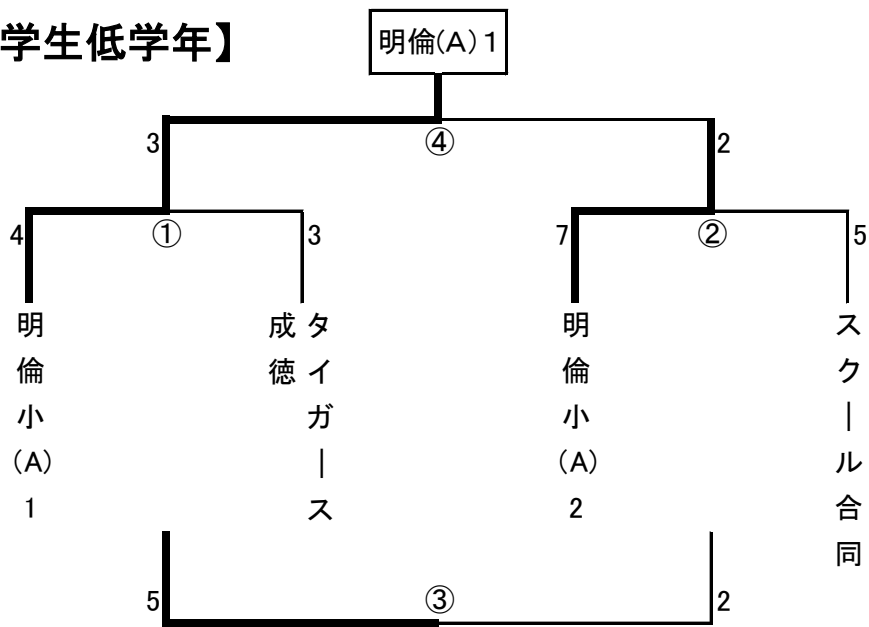 学生低学年】
明倫(A)1
3
④
2
4
①
3
7
②
5
明倫小(A)1
タイガース
成徳
明倫小(A)2
スクール合同
5
③
2